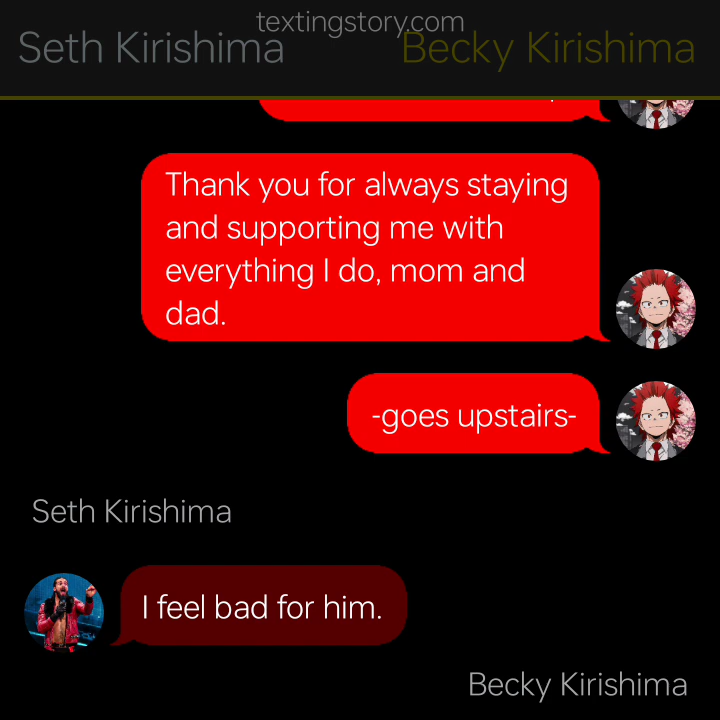 textingstory.com
Seth Kirishima
Becky Kirishima
Thank you for always staying
and supporting me with
everything I do, mom and
dad.
-goes upstairs-
Seth Kirishima
I feel bad for him.
Becky Kirishima